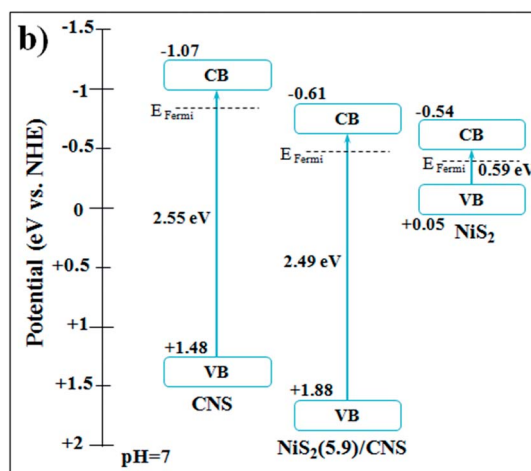 b)
Potential (eV vs. NHE)
-1.5
-1
-0.5
0
+0.5
+1
+1.5
+2
-1.07
CB
E Fermi
2.55 eV
+1.48
VB
CNS
-0.61
CB
E Fermi
2.49 eV
+1.88
VB
NiS₂(5.9)/CNS
-0.54
CB
E Fermi
0.59 eV
VB
+0.05
NiS₂
pH=7